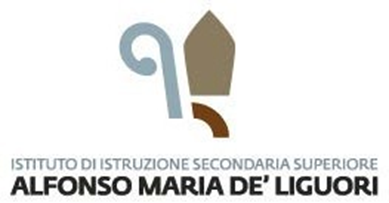 ISTITUTO DI ISTRUZIONE SECONDARIA SUPERIORE
ALFONSO MARIA DE' LIGUORI